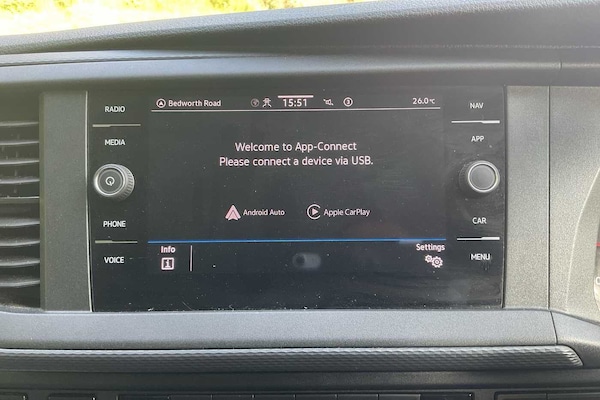 RADIO
MEDIA
PHONE
VOICE
Bedworth Road
15:51
3
26.0°C
Welcome to App-Connect
Please connect a device via USB.
Android Auto
Apple CarPlay
Info
Settings
NAV
APP
CAR
MENU